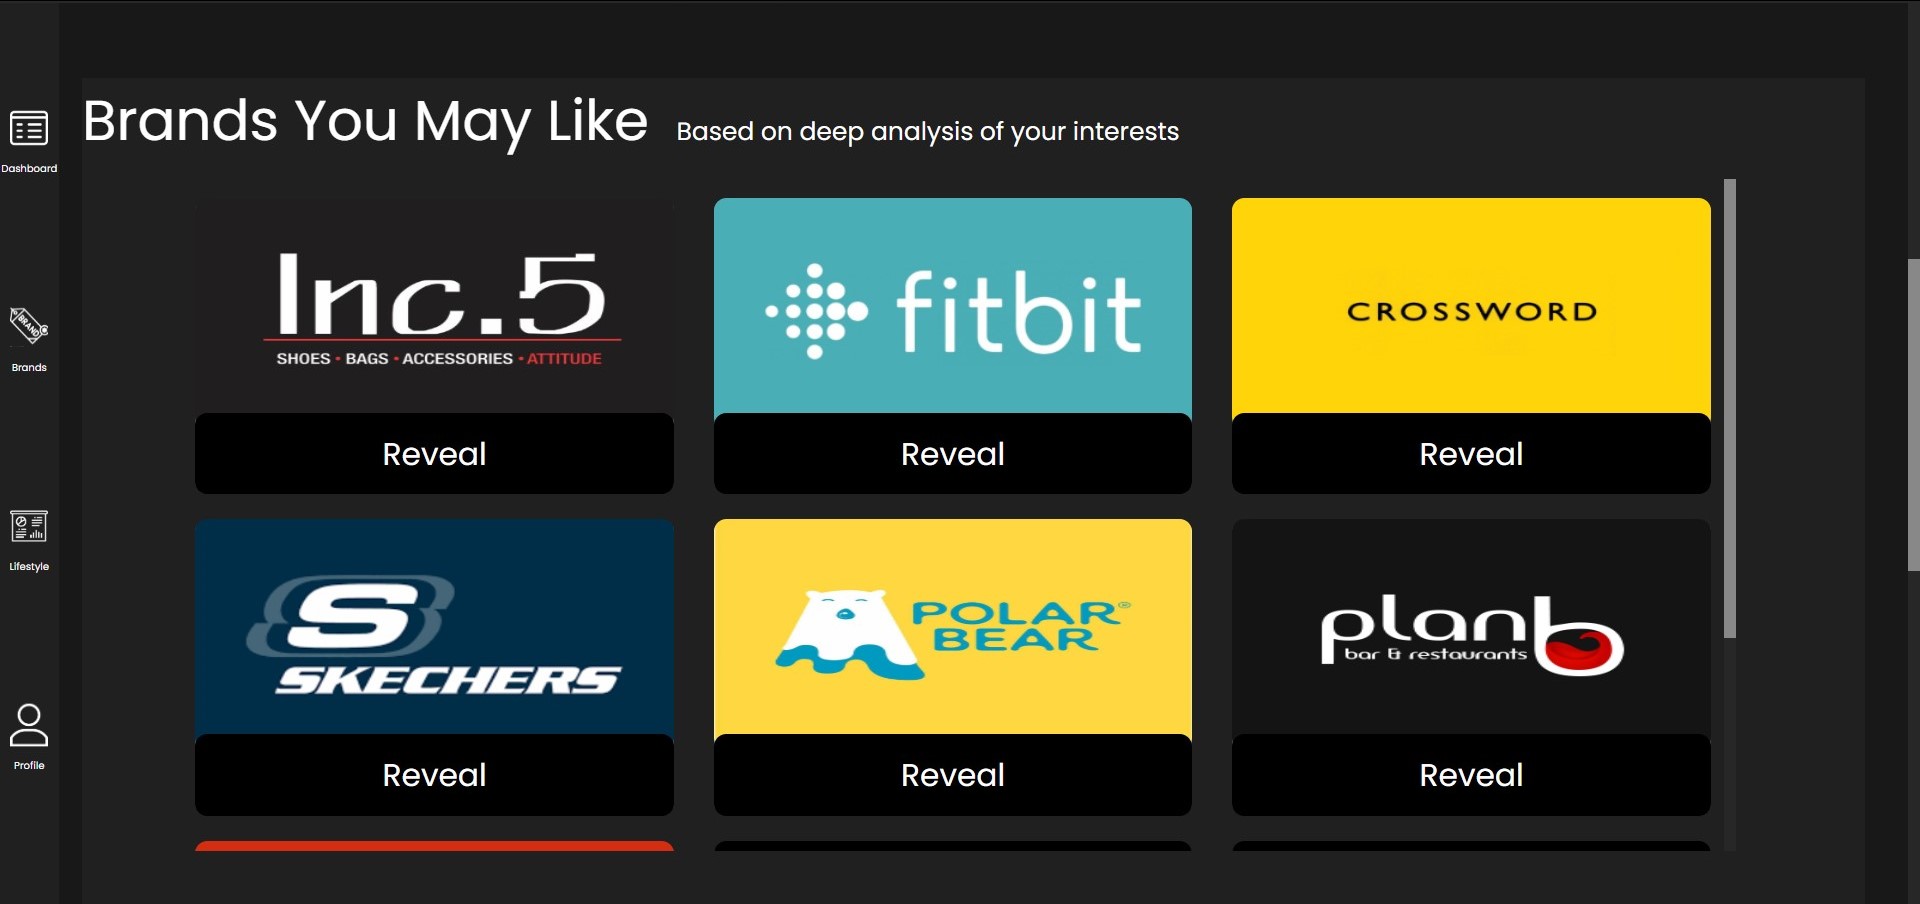 Brands You May Like Based on deep analysis of your interests
Dashboard
Brands
Lifestyle
Profile
Inc.5
SHOES • BAGS • ACCESSORIES • ATTITUDE
Reveal
fitbit
Reveal
CROSSWORD
Reveal
S
SKECHERS
Reveal
POLAR
BEAR®
Reveal
planb
bar & restaurants
Reveal
BRAND